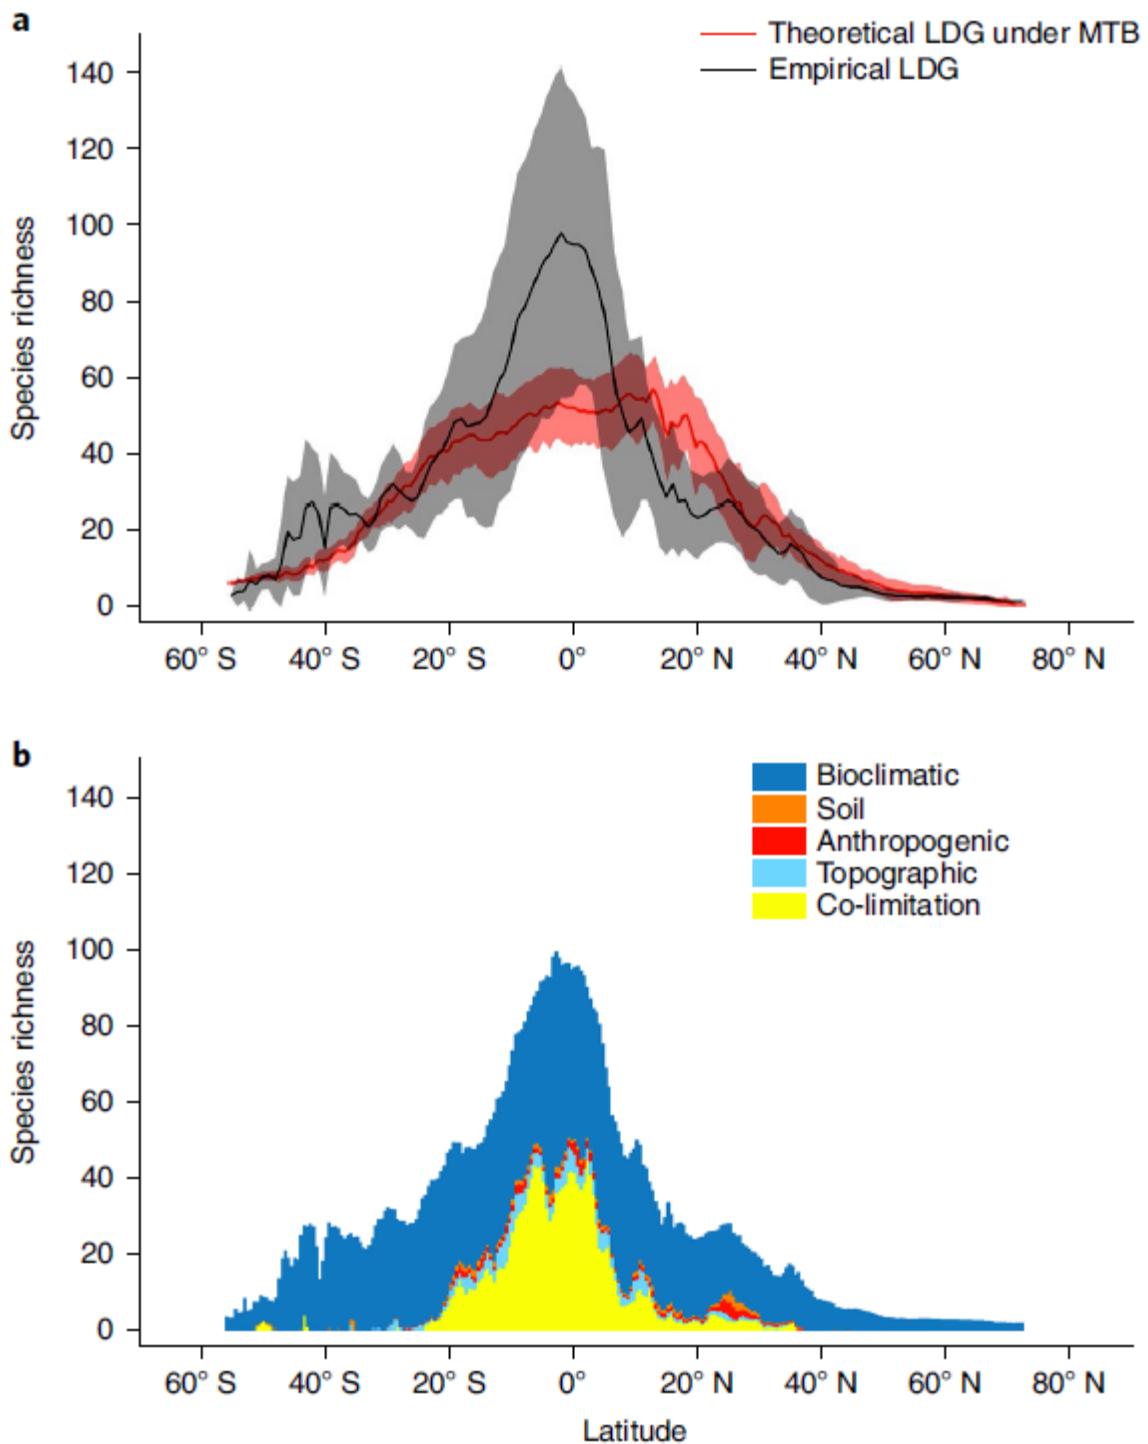 a
Theoretical LDG under MTB
Empirical LDG
140
120
100
80
60
40
20
0
Species richness
60° S 40° S 20° S 0° 20° N 40° N 60° N 80° N
b
Bioclimatic
Soil
Anthropogenic
Topographic
Co-limitation
140
120
100
80
60
40
20
0
Species richness
60° S 40° S 20° S 0° 20° N 40° N 60° N 80° N
Latitude